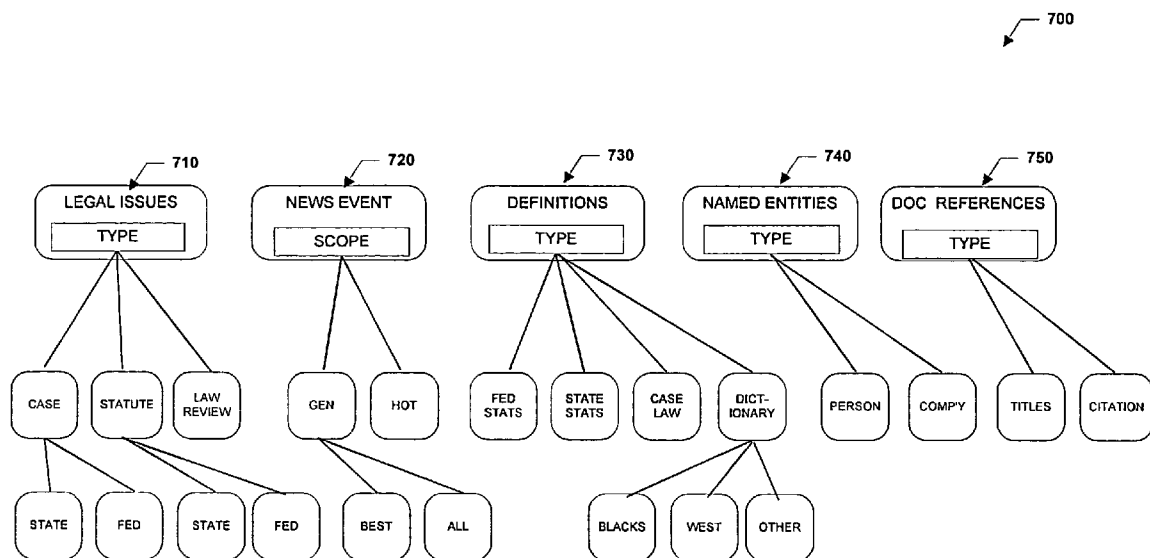 700
710
720
730
740
750
LEGAL ISSUES
TYPE
NEWS EVENT
SCOPE
DEFINITIONS
TYPE
NAMED ENTITIES
TYPE
DOC REFERENCES
TYPE
CASE
STATUTE
LAW
REVIEW
GEN
HOT
FED
STATS
STATE
STATS
CASE
LAW
DICT-
IONARY
PERSON
COMP'Y
TITLES
CITATION
STATE
FED
STATE
FED
BEST
ALL
BLACKS
WEST
OTHER